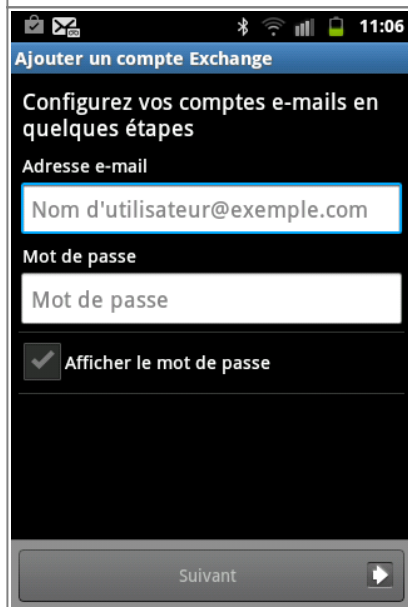 11:06
Ajouter un compte Exchange
Configurez vos comptes e-mails en
quelques étapes
Adresse e-mail
Nom d'utilisateur@exemple.com
Mot de passe
Mot de passe
Afficher le mot de passe
Suivant